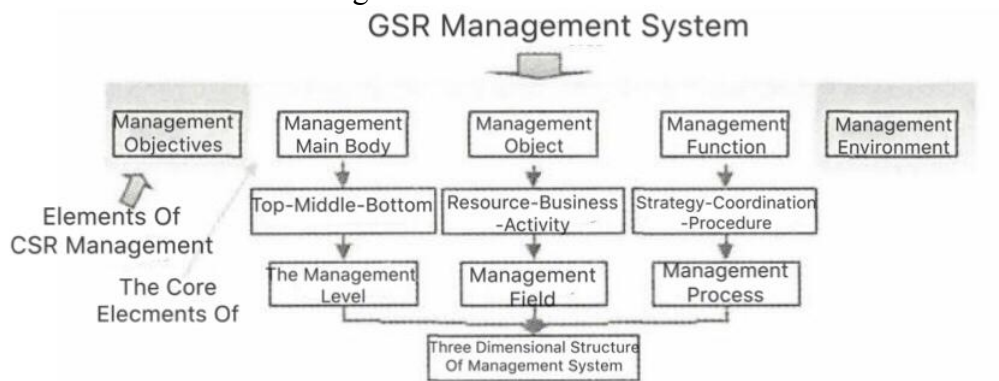 GSR Management System
Management
Objectives
Management
Main Body
Management
Object
Management
Function
Management
Environment
Top-Middle-Bottom
Resource-Business
-Activity
Strategy-Coordination
-Procedure
Elements Of
CSR Management
The Management
Level
Management
Field
Management
Process
The Core
Elecments Of
Three Dimensional Structure
Of Management System